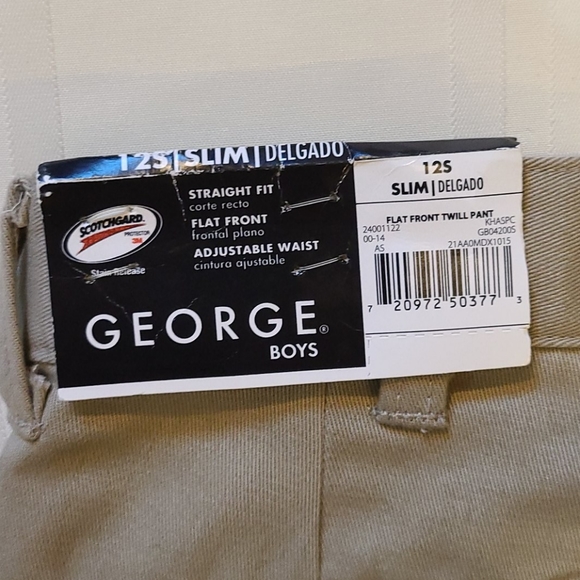 12S | SLIM | DELGADO
SCOTCHGARD
PROTECTOR 3M
Stain Release
STRAIGHT FIT
corte recto
FLAT FRONT
frontal plano
ADJUSTABLE WAIST
cintura ajustable
GEORGE®
BOYS
12S
SLIM | DELGADO
FLAT FRONT TWILL PANT
24001122 KHASPC
00-14 GB042005
AS 21AA0MDX1015
7 20972 50377 3